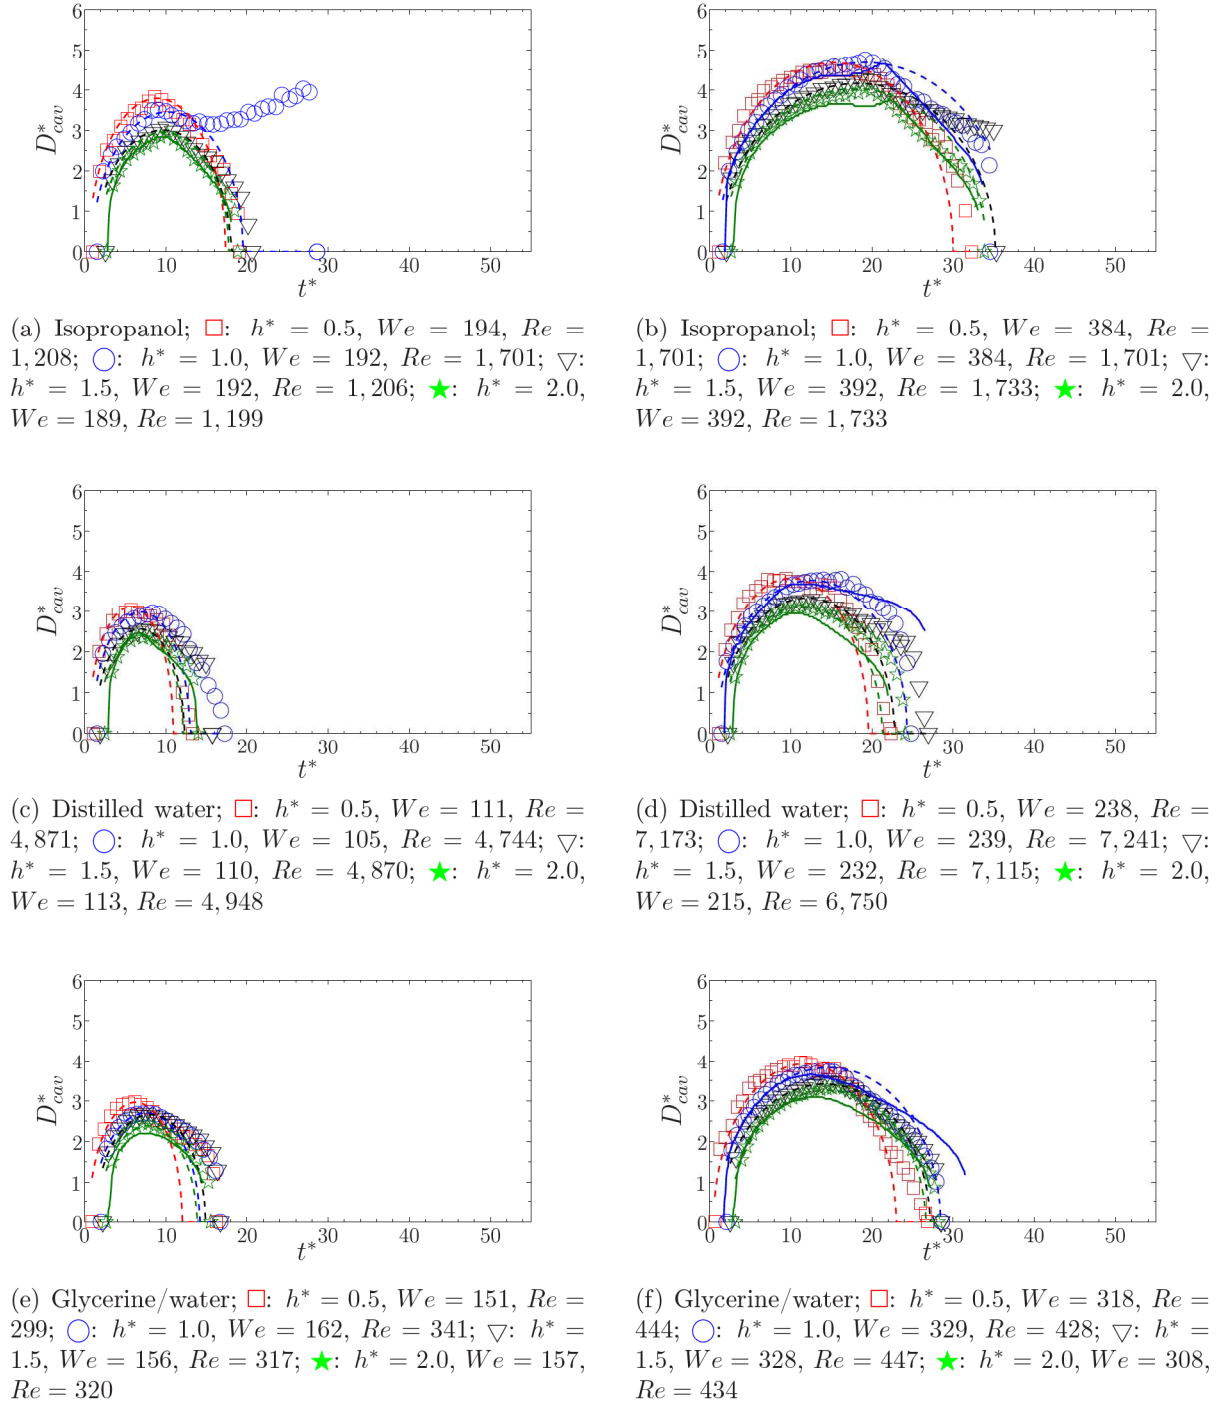 6
5
4
3
2
1
0
D*cav
0 10 20 30 40 50
t*
6
5
4
3
2
1
0
D*cav
0 10 20 30 40 50
t*
(a) Isopropanol; □: h* = 0.5, We = 194, Re =
1,208; ○: h* = 1.0, We = 192, Re = 1,701; ▽:
h* = 1.5, We = 192, Re = 1,206; ★: h* = 2.0,
We = 189, Re = 1,199
(b) Isopropanol; □: h* = 0.5, We = 384, Re =
1,701; ○: h* = 1.0, We = 384, Re = 1,701; ▽:
h* = 1.5, We = 392, Re = 1,733; ★: h* = 2.0,
We = 392, Re = 1,733
6
5
4
3
2
1
0
D*cav
0 10 20 30 40 50
t*
6
5
4
3
2
1
0
D*cav
0 10 20 30 40 50
t*
(c) Distilled water; □: h* = 0.5, We = 111, Re =
4,871; ○: h* = 1.0, We = 105, Re = 4,744; ▽:
h* = 1.5, We = 110, Re = 4,870; ★: h* = 2.0,
We = 113, Re = 4,948
(d) Distilled water; □: h* = 0.5, We = 238, Re =
7,173; ○: h* = 1.0, We = 239, Re = 7,241; ▽:
h* = 1.5, We = 232, Re = 7,115; ★: h* = 2.0,
We = 215, Re = 6,750
6
5
4
3
2
1
0
D*cav
0 10 20 30 40 50
t*
6
5
4
3
2
1
0
D*cav
0 10 20 30 40 50
t*
(e) Glycerine/water; □: h* = 0.5, We = 151, Re =
299; ○: h* = 1.0, We = 162, Re = 341; ▽: h* =
1.5, We = 156, Re = 317; ★: h* = 2.0, We = 157,
Re = 320
(f) Glycerine/water; □: h* = 0.5, We = 318, Re =
444; ○: h* = 1.0, We = 329, Re = 428; ▽: h* =
1.5, We = 328, Re = 447; ★: h* = 2.0, We = 308,
Re = 434